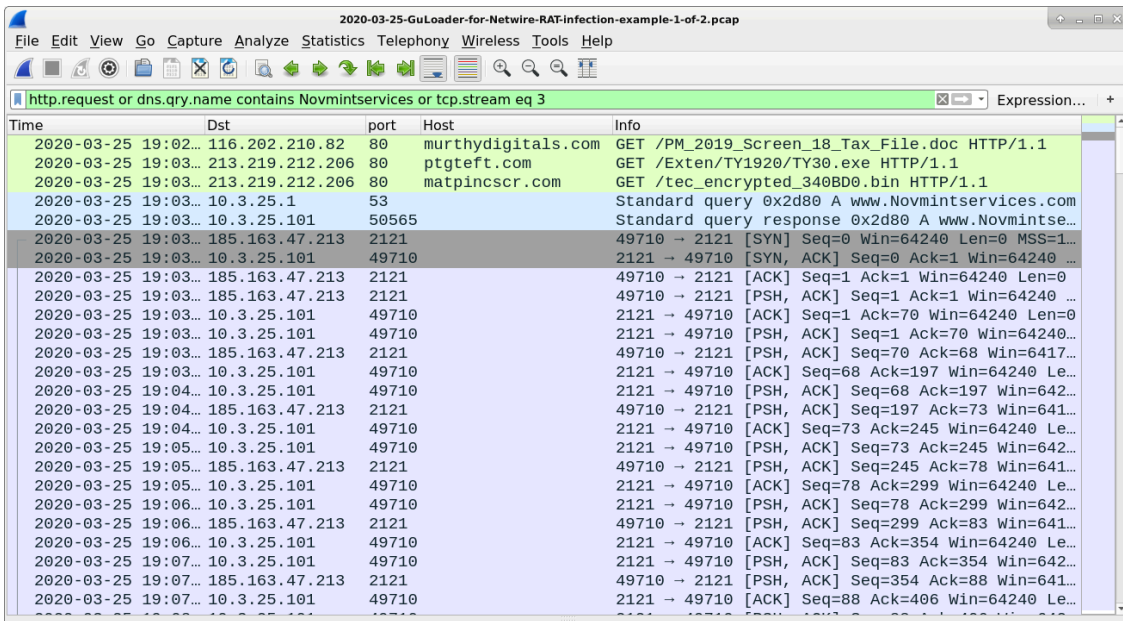 2020-03-25-GuLoader-for-Netwire-RAT-infection-example-1-of-2.pcap
File Edit View Go Capture Analyze Statistics Telephony Wireless Tools Help
http.request or dns.qry.name contains Novmintservices or tcp.stream eq 3 Expression… +
Time Dst port Host Info
2020-03-25 19:02… 116.202.210.82 80 murthydigitals.com GET /PM_2019_Screen_18_Tax_File.doc HTTP/1.1
2020-03-25 19:03… 213.219.212.206 80 ptgteft.com GET /Exten/TY1920/TY30.exe HTTP/1.1
2020-03-25 19:03… 213.219.212.206 80 matpincscr.com GET /tec_encrypted_340BD0.bin HTTP/1.1
2020-03-25 19:03… 10.3.25.1 53 Standard query 0x2d80 A www.Novmintservices.com
2020-03-25 19:03… 10.3.25.101 50565 Standard query response 0x2d80 A www.Novmintse…
2020-03-25 19:03… 185.163.47.213 2121 49710 → 2121 [SYN] Seq=0 Win=64240 Len=0 MSS=1…
2020-03-25 19:03… 10.3.25.101 49710 2121 → 49710 [SYN, ACK] Seq=0 Ack=1 Win=64240 …
2020-03-25 19:03… 185.163.47.213 2121 49710 → 2121 [ACK] Seq=1 Ack=1 Win=64240 Len=0
2020-03-25 19:03… 185.163.47.213 2121 49710 → 2121 [PSH, ACK] Seq=1 Ack=1 Win=64240 …
2020-03-25 19:03… 10.3.25.101 49710 2121 → 49710 [ACK] Seq=1 Ack=70 Win=64240 Len=0
2020-03-25 19:03… 10.3.25.101 49710 2121 → 49710 [PSH, ACK] Seq=1 Ack=70 Win=64240…
2020-03-25 19:03… 185.163.47.213 2121 49710 → 2121 [PSH, ACK] Seq=70 Ack=68 Win=6417…
2020-03-25 19:03… 10.3.25.101 49710 2121 → 49710 [ACK] Seq=68 Ack=197 Win=64240 Le…
2020-03-25 19:04… 10.3.25.101 49710 2121 → 49710 [PSH, ACK] Seq=68 Ack=197 Win=642…
2020-03-25 19:04… 185.163.47.213 2121 49710 → 2121 [PSH, ACK] Seq=197 Ack=73 Win=641…
2020-03-25 19:04… 10.3.25.101 49710 2121 → 49710 [ACK] Seq=73 Ack=245 Win=64240 Le…
2020-03-25 19:05… 10.3.25.101 49710 2121 → 49710 [PSH, ACK] Seq=73 Ack=245 Win=642…
2020-03-25 19:05… 185.163.47.213 2121 49710 → 2121 [PSH, ACK] Seq=245 Ack=78 Win=641…
2020-03-25 19:05… 10.3.25.101 49710 2121 → 49710 [ACK] Seq=78 Ack=299 Win=64240 Le…
2020-03-25 19:06… 10.3.25.101 49710 2121 → 49710 [PSH, ACK] Seq=78 Ack=299 Win=642…
2020-03-25 19:06… 185.163.47.213 2121 49710 → 2121 [PSH, ACK] Seq=299 Ack=83 Win=641…
2020-03-25 19:06… 10.3.25.101 49710 2121 → 49710 [ACK] Seq=83 Ack=354 Win=64240 Le…
2020-03-25 19:07… 10.3.25.101 49710 2121 → 49710 [PSH, ACK] Seq=83 Ack=354 Win=642…
2020-03-25 19:07… 185.163.47.213 2121 49710 → 2121 [PSH, ACK] Seq=354 Ack=88 Win=641…
2020-03-25 19:07… 10.3.25.101 49710 2121 → 49710 [ACK] Seq=88 Ack=406 Win=64240 Le…